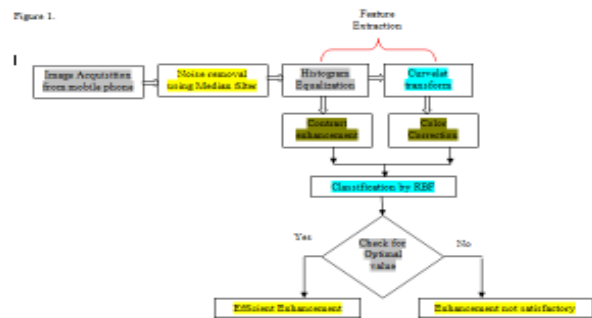 Figure 1.
Feature
Extraction
Image Acquisition
from mobile phone
Noise removal
using Median filter
Histogram
Equalization
Curvelet
transform
Contrast
enhancement
Color
Correction
Classification by RBF
Yes
Check for
Optimal
value
No
Efficient Enhancement
Enhancement not satisfactory